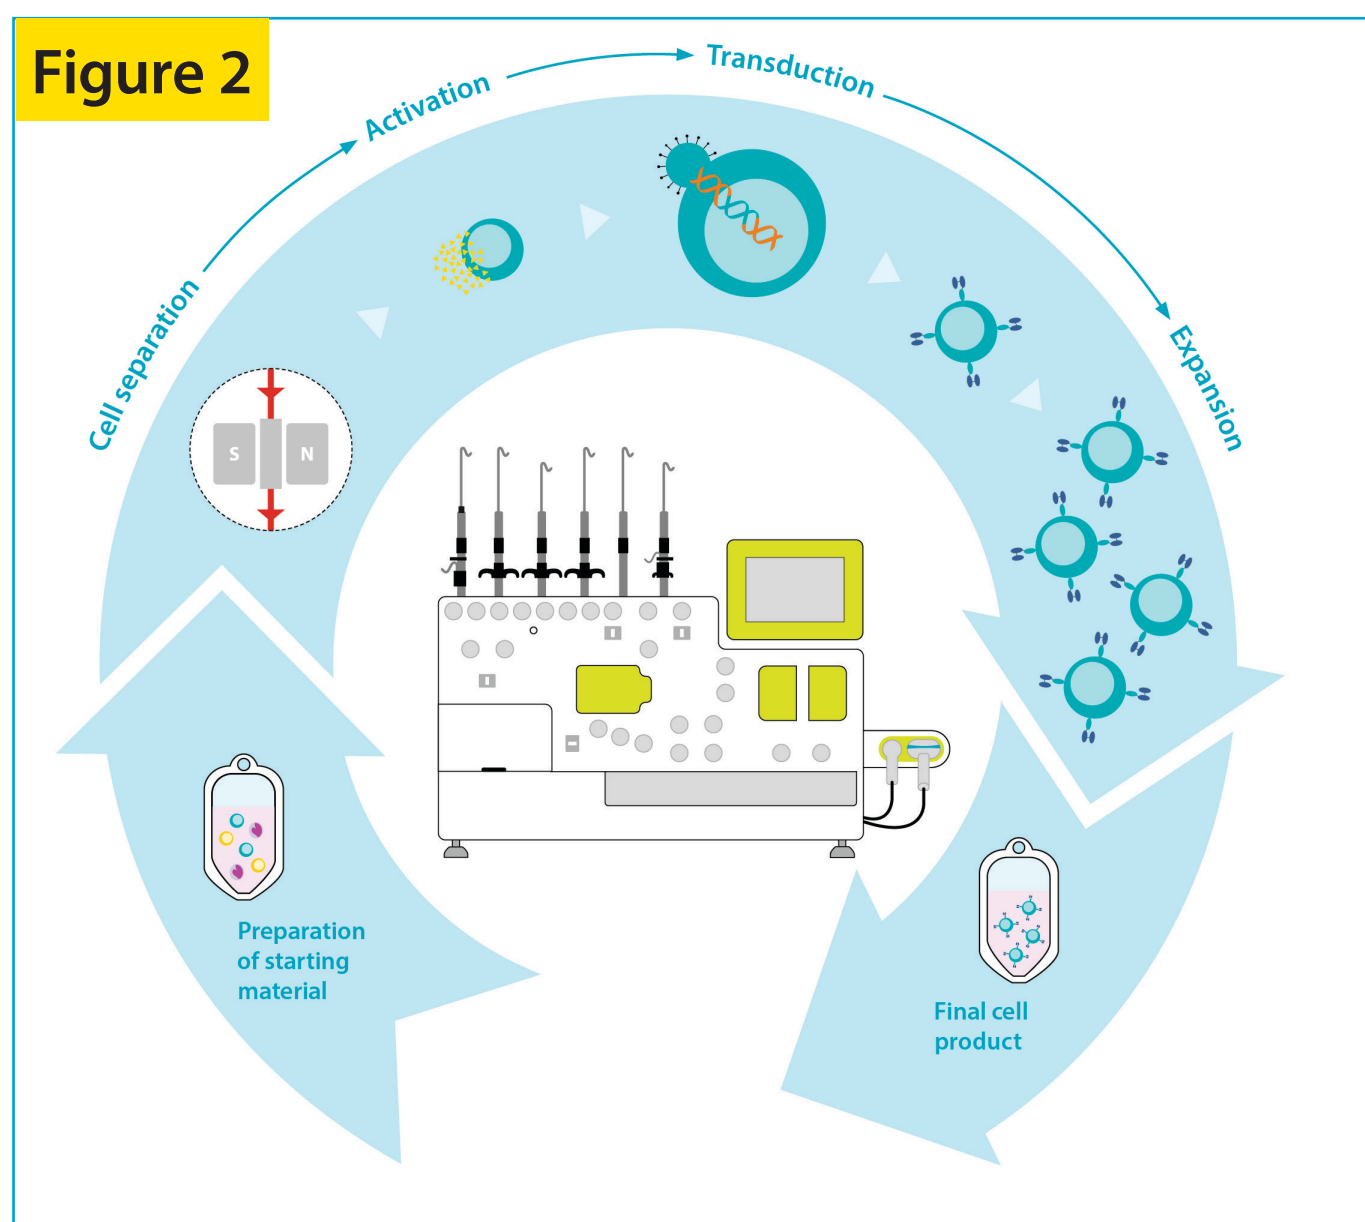 Figure 2
Cell separation
Activation
Transduction
Expansion
S N
Preparation
of starting
material
Final cell
product